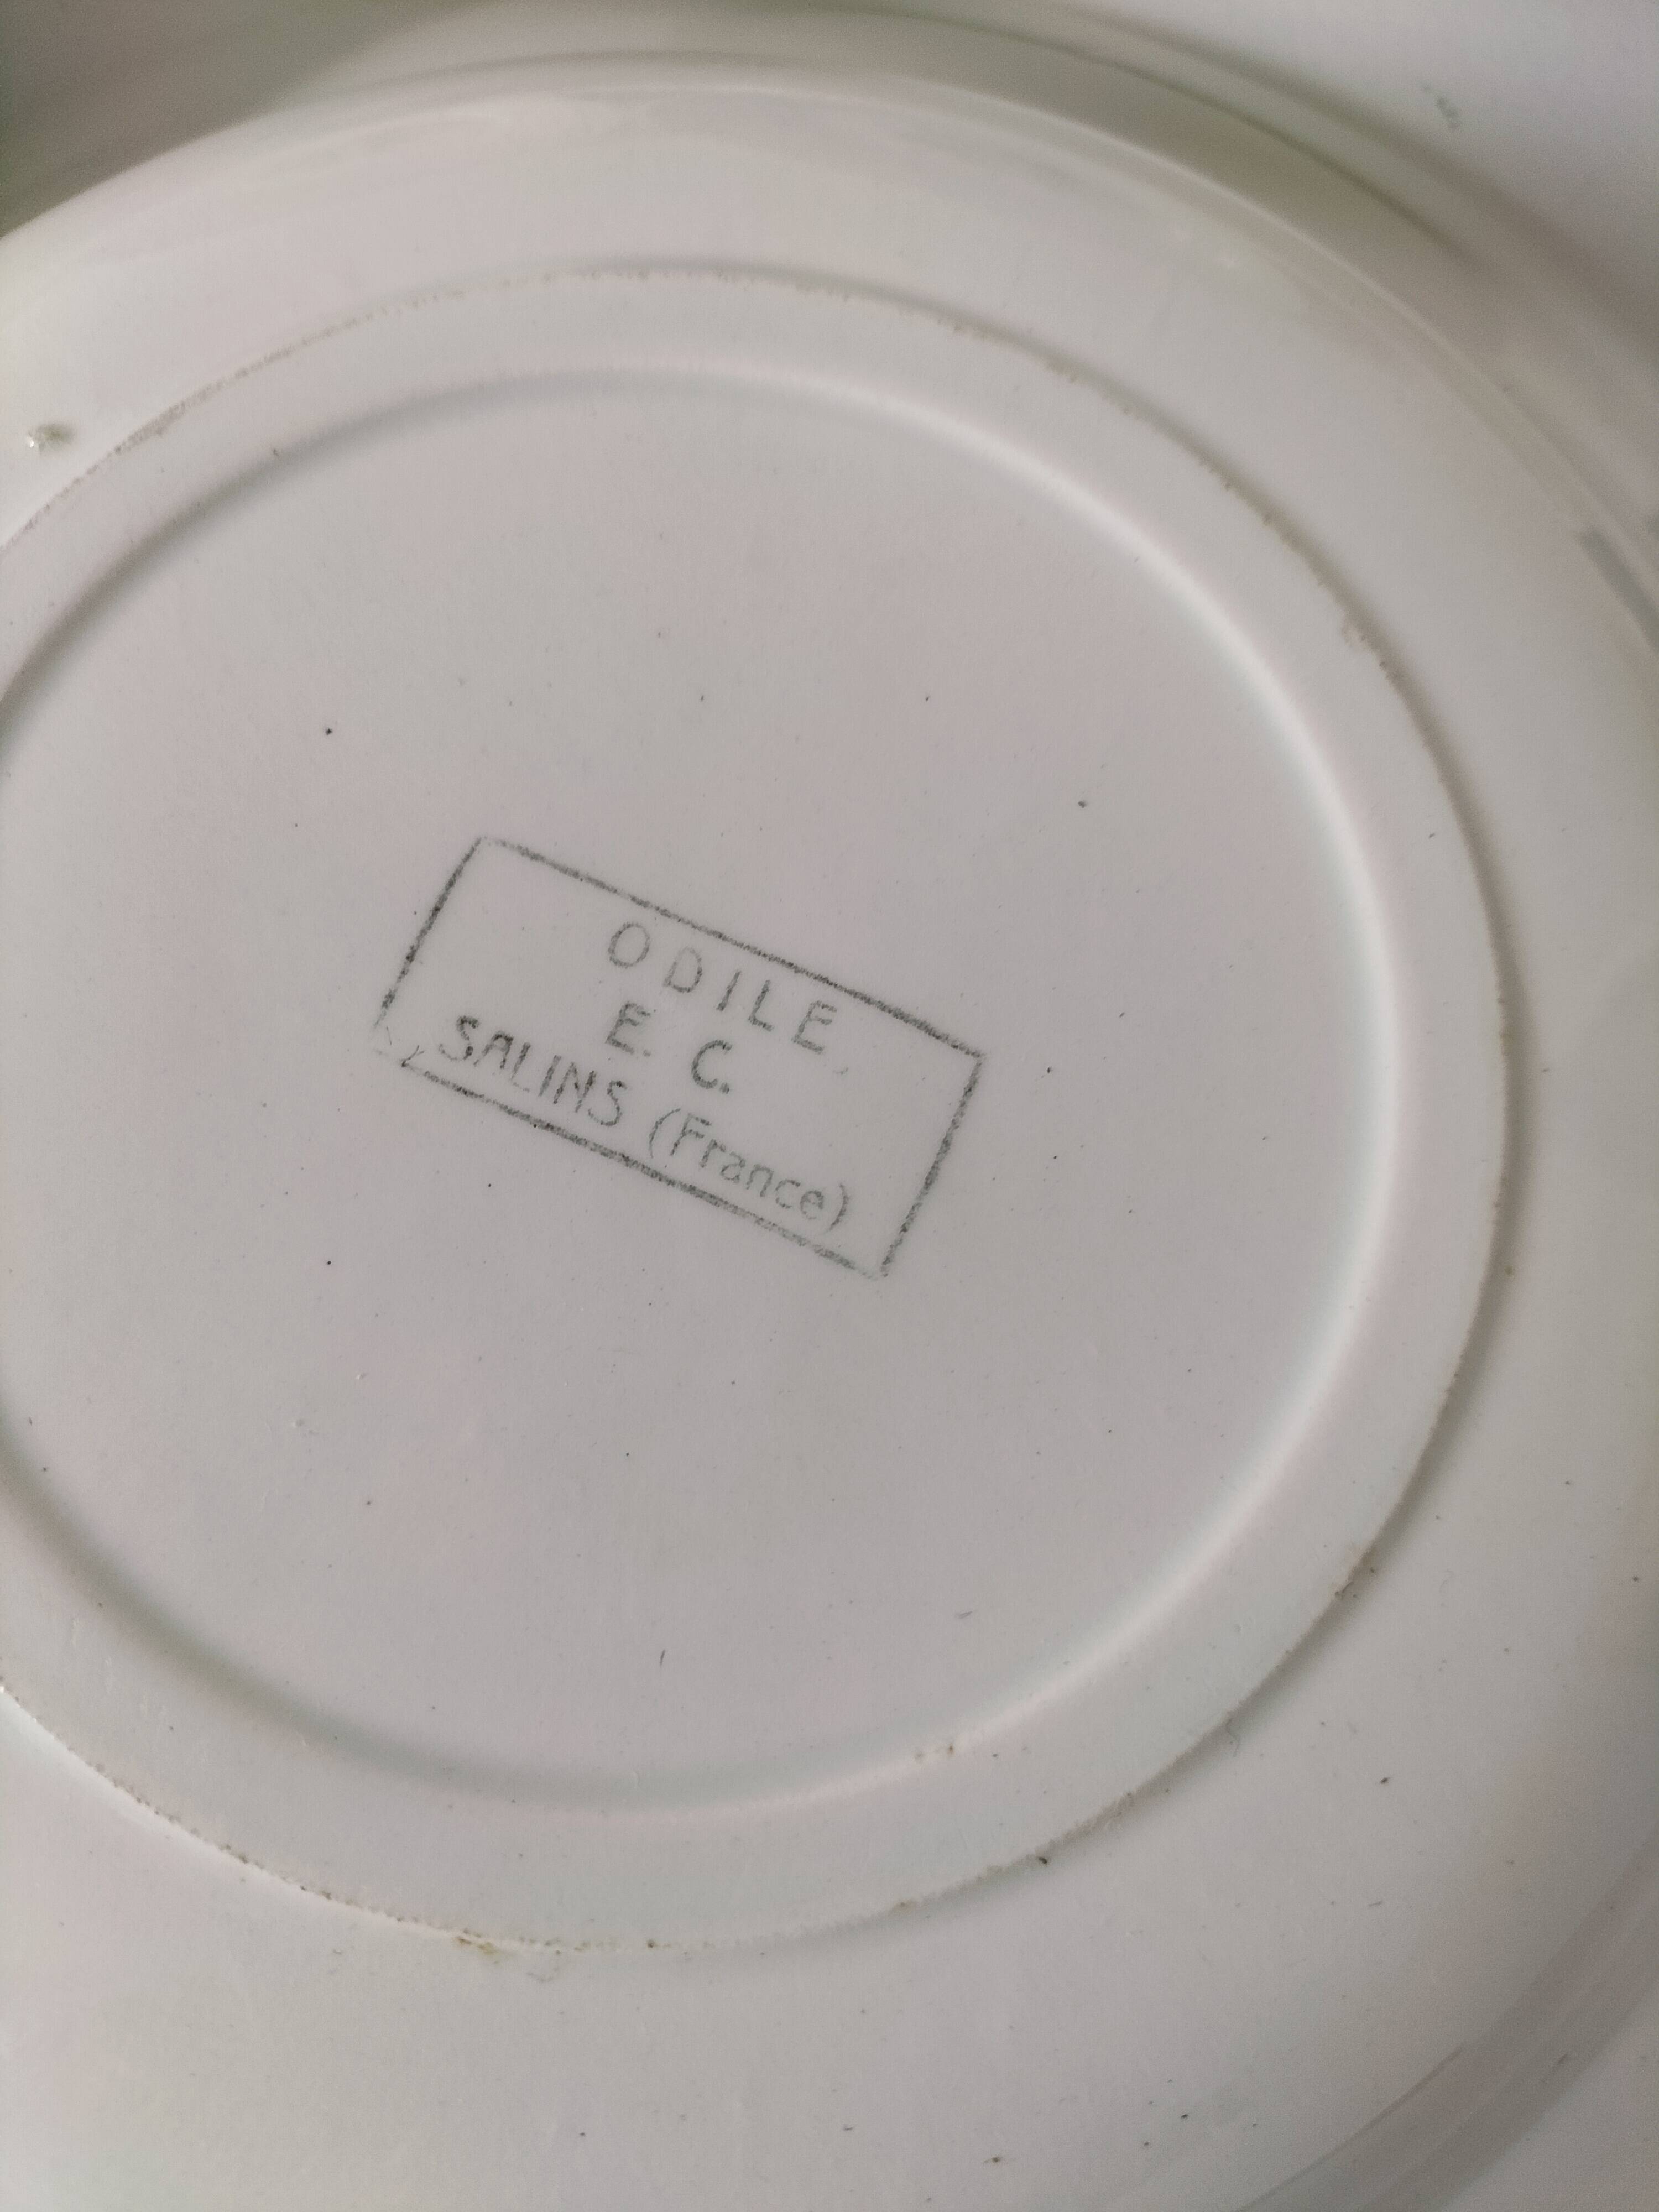 ODILE
E. C.
SALINS (France)